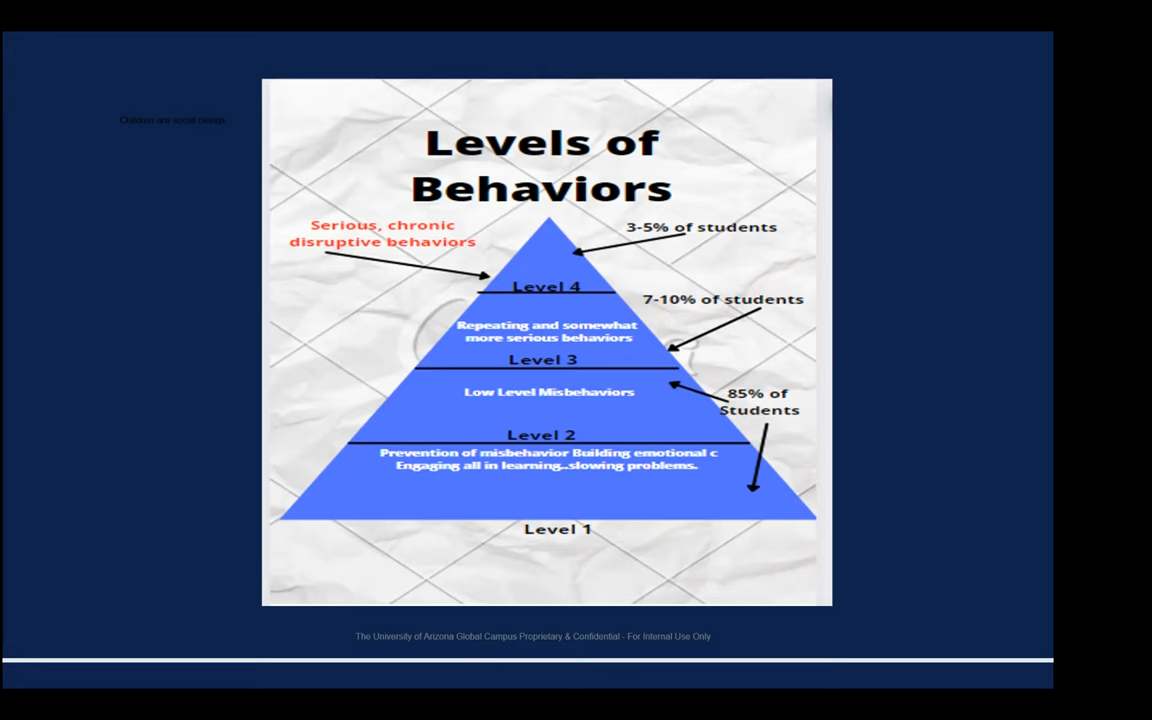 Children are social beings.
Levels of
Behaviors
Serious, chronic
disruptive behaviors
3-5% of students
Level 4
7-10% of students
Repeating and somewhat
more serious behaviors
Level 3
Low Level Misbehaviors
85% of
Students
Level 2
Prevention of misbehavior Building emotional c
Engaging all in learning..slowing problems.
Level 1
The University of Arizona Global Campus Proprietary & Confidential - For Internal Use Only